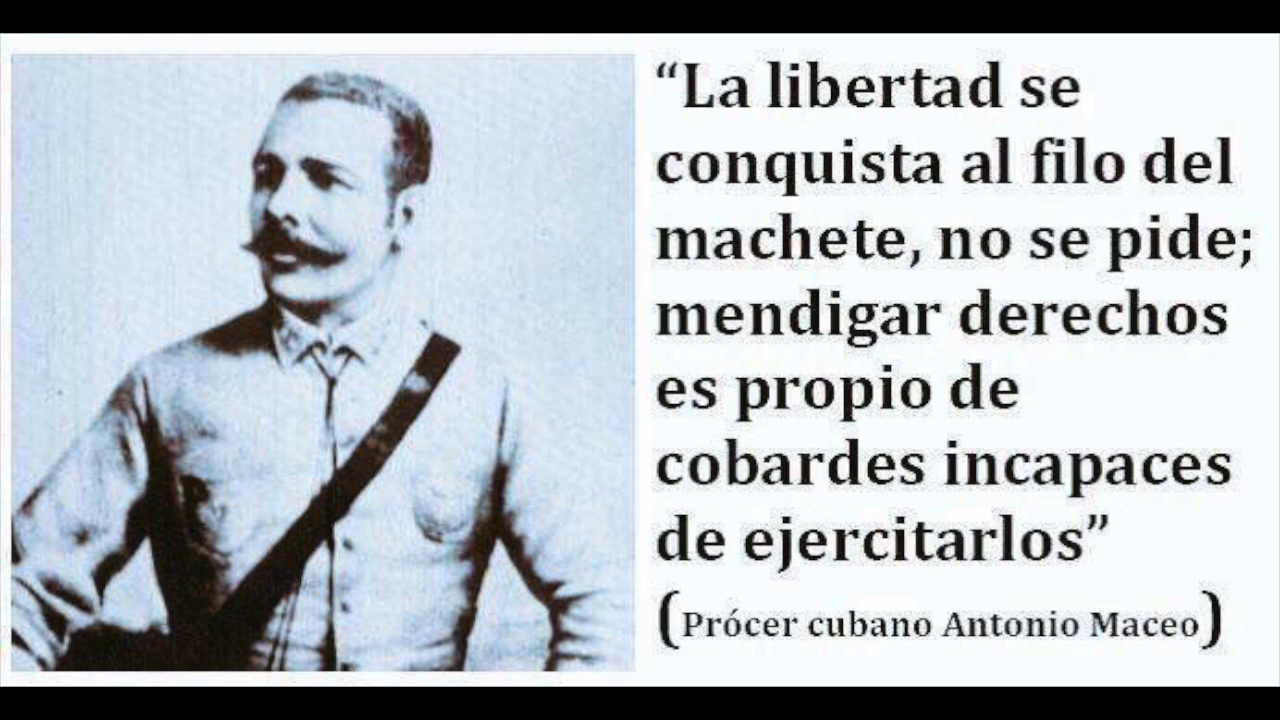 “La libertad se
conquista al filo del
machete, no se pide;
mendigar derechos
es propio de
cobardes incapaces
de ejercitarlos”
(Prócer cubano Antonio Maceo)